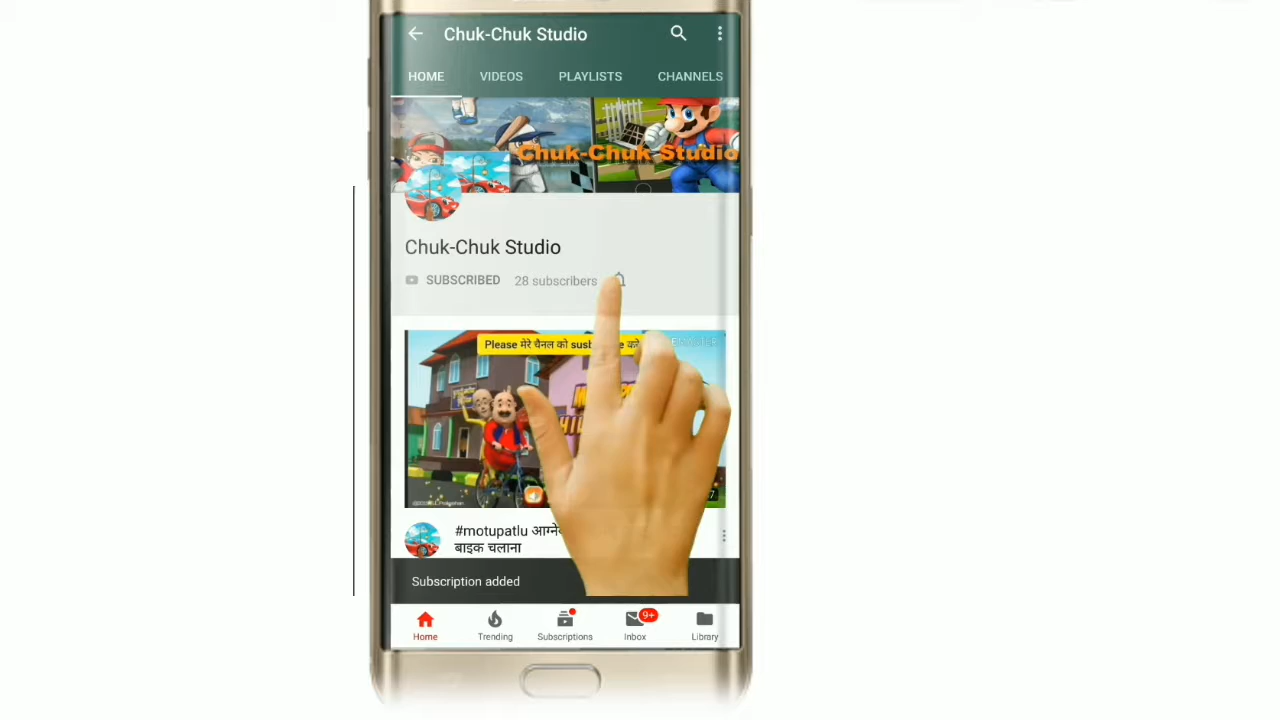 Chuk-Chuk Studio
HOME VIDEOS PLAYLISTS CHANNELS
Chuk-Chuk Studio
Chuk-Chuk Studio
SUBSCRIBED 28 subscribers
Please मेरे चैनल को को
#motupatlu
बाइक चलाना
Subscription added
9+
Home Trending Subscriptions Inbox Library